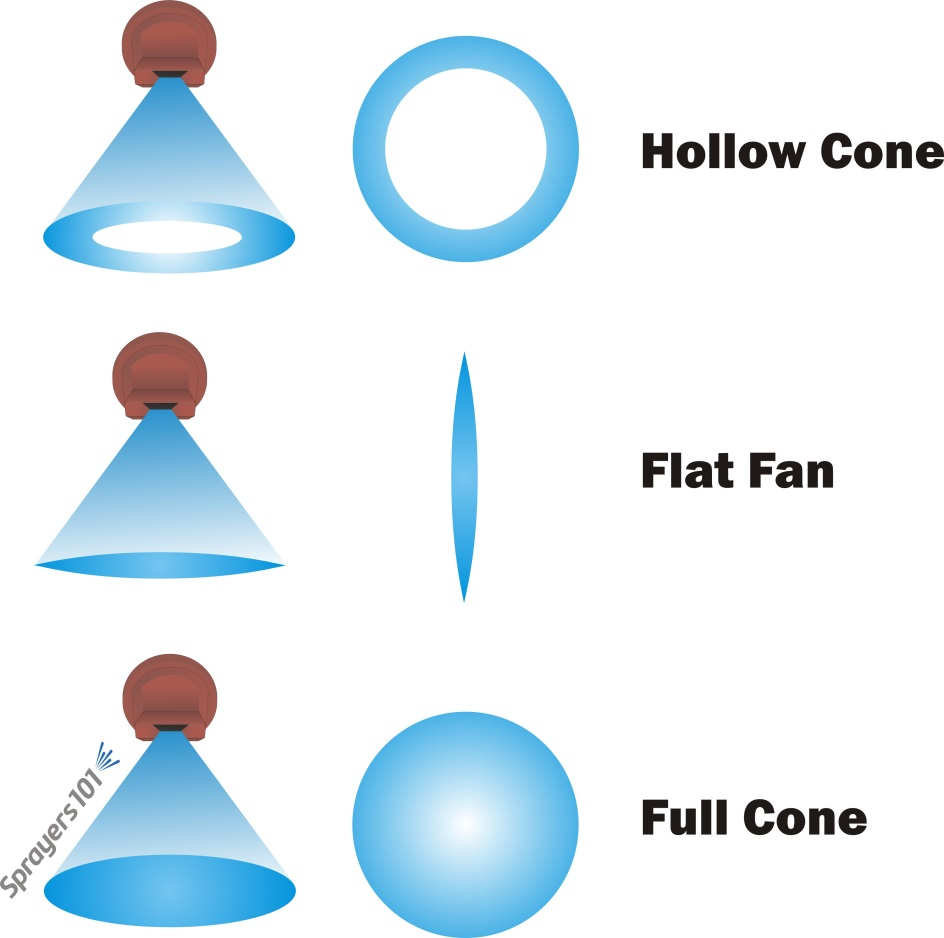 Hollow Cone
Flat Fan
Sprayers101
Full Cone